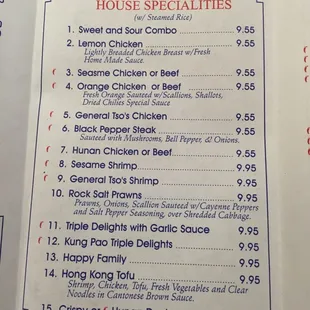 HOUSE SPECIALITIES
(w/ Steamed Rice)
1. Sweet and Sour Combo 9.55
2. Lemon Chicken 9.55
Lightly Breaded Chicken Breast w/Fresh
Home Made Sauce.
3. Seasme Chicken or Beef 9.55
4. Orange Chicken or Beef 9.55
Fresh Orange Sauteed w/Scallions, Shallots,
Dried Chilies Special Sauce
5. General Tso's Chicken 9.55
6. Black Pepper Steak 9.55
Sauteed with Mushrooms, Bell Pepper, & Onions.
7. Hunan Chicken or Beef 9.55
8. Sesame Shrimp 9.95
9. General Tso's Shrimp 9.95
10. Rock Salt Prawns 9.95
Prawns, Onions, Scallion Sauteed w/Cayenne Peppers
and Salt Pepper Seasoning, over Shredded Cabbage.
11. Triple Delights with Garlic Sauce 9.95
12. Kung Pao Triple Delights 9.95
13. Happy Family 9.95
14. Hong Kong Tofu 9.95
Shrimp, Chicken, Tofu, Fresh Vegetables and Clear
Noodles in Cantonese Brown Sauce.
15. Crispy or